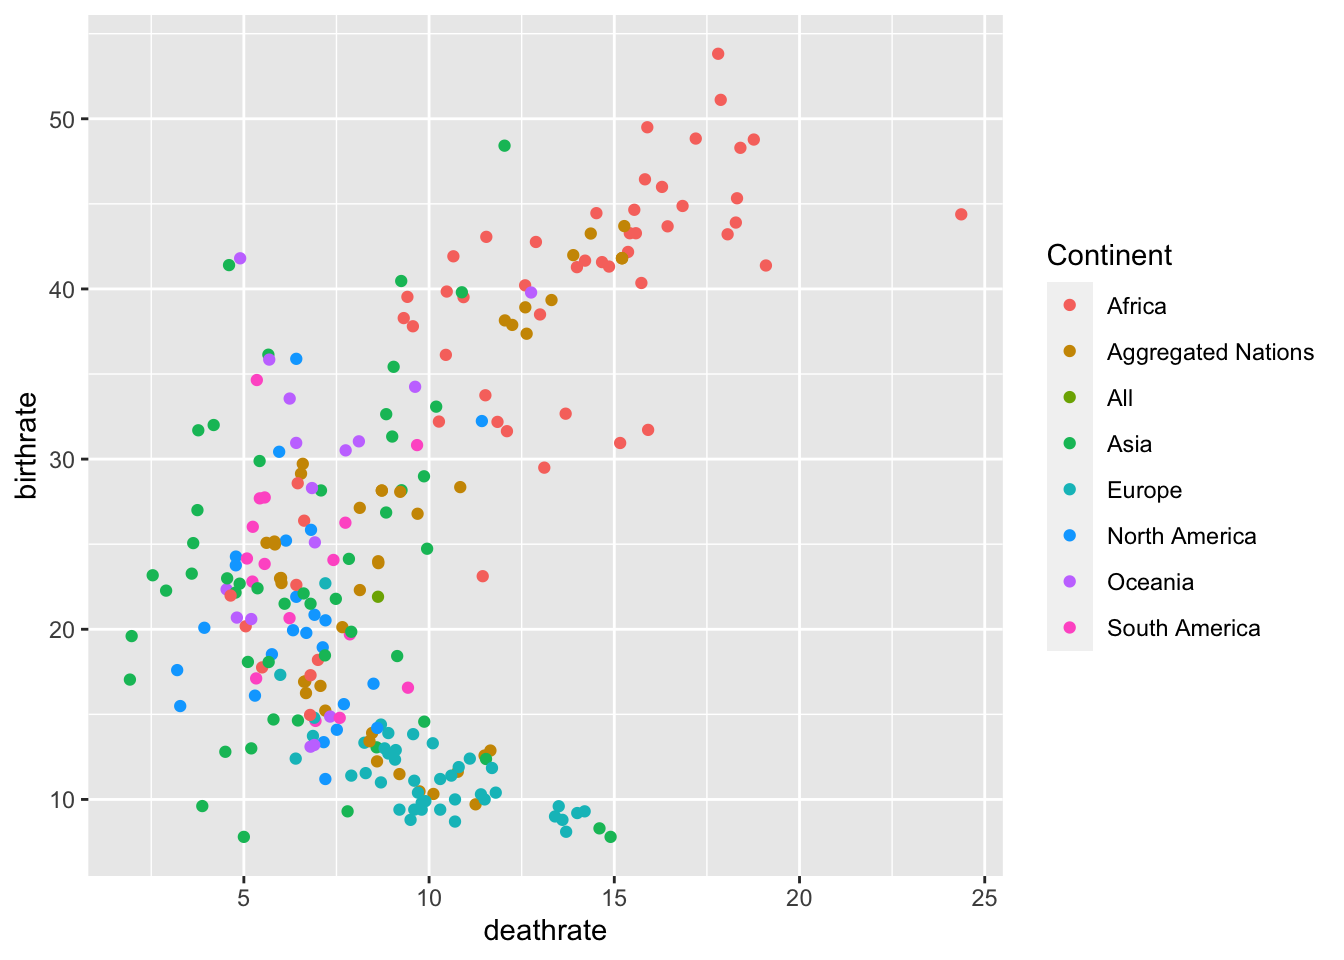 birthrate
50
40
30
20
10
5
10
15
20
25
deathrate
Continent
Africa
Aggregated Nations
All
Asia
Europe
North America
Oceania
South America